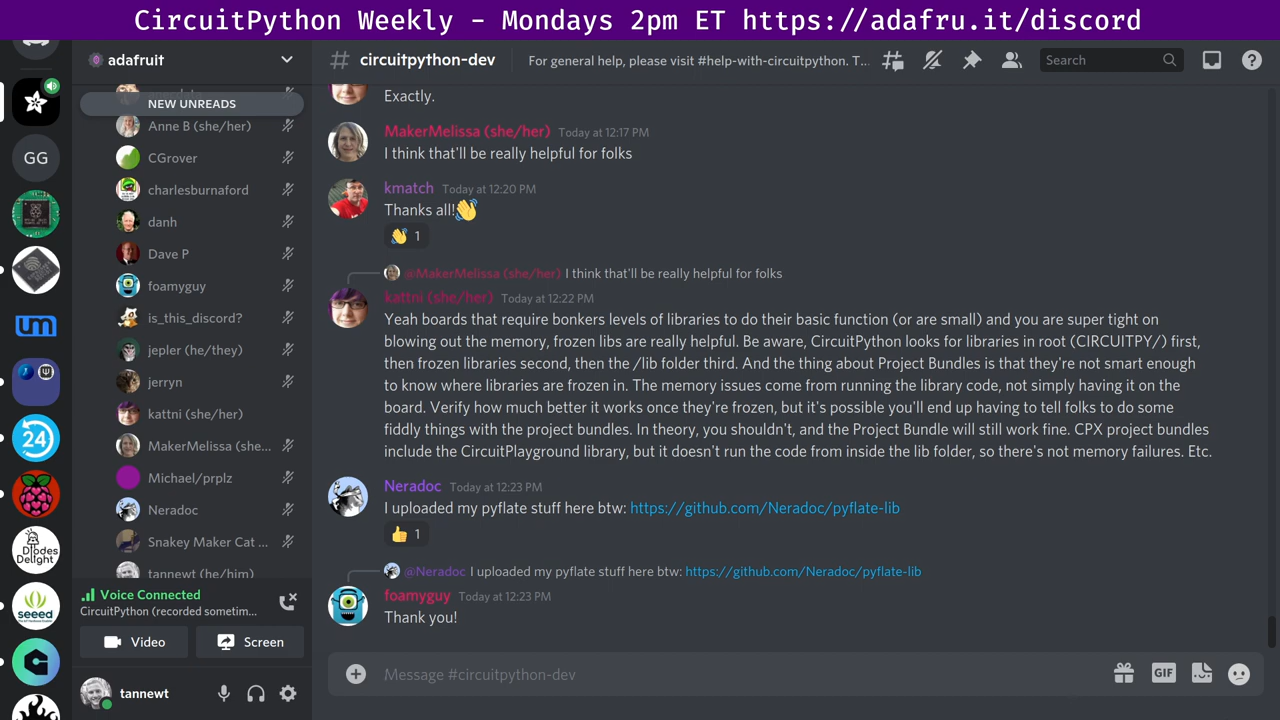 CircuitPython Weekly - Mondays 2pm ET https://adafru.it/discord
adafruit
NEW UNREADS
Anne B (she/her)
CGrover
charlesburnaford
danh
Dave P
foamyguy
is_this_discord?
jepler (he/they)
jerryn
kattni (she/her)
MakerMelissa (she...
Michael/prplz
Neradoc
Snakey Maker Cat ...
tannewt (he/him)
Voice Connected
CircuitPython (recorded sometim...
Video
Screen
tannewt
GG
24
DIODES
Delight
seeed
# circuitpython-dev
For general help, please visit #help-with-circuitpython. T...
Search
Exactly.
MakerMelissa (she/her) Today at 12:17 PM
I think that'll be really helpful for folks
kmatch Today at 12:20 PM
Thanks all!👋
👋 1
@MakerMelissa (she/her) I think that'll be really helpful for folks
kattni (she/her) Today at 12:22 PM
Yeah boards that require bonkers levels of libraries to do their basic function (or are small) and you are super tight on
blowing out the memory, frozen libs are really helpful. Be aware, CircuitPython looks for libraries in root (CIRCUITPY/) first,
then frozen libraries second, then the /lib folder third. And the thing about Project Bundles is that they're not smart enough
to know where libraries are frozen in. The memory issues come from running the library code, not simply having it on the
board. Verify how much better it works once they're frozen, but it's possible you'll end up having to tell folks to do some
fiddly things with the project bundles. In theory, you shouldn't, and the Project Bundle will still work fine. CPX project bundles
include the CircuitPlayground library, but it doesn't run the code from inside the lib folder, so there's not memory failures. Etc.
Neradoc Today at 12:23 PM
I uploaded my pyflate stuff here btw: https://github.com/Neradoc/pyflate-lib
👍 1
@Neradoc I uploaded my pyflate stuff here btw: https://github.com/Neradoc/pyflate-lib
foamyguy Today at 12:23 PM
Thank you!
Message #circuitpython-dev
GIF